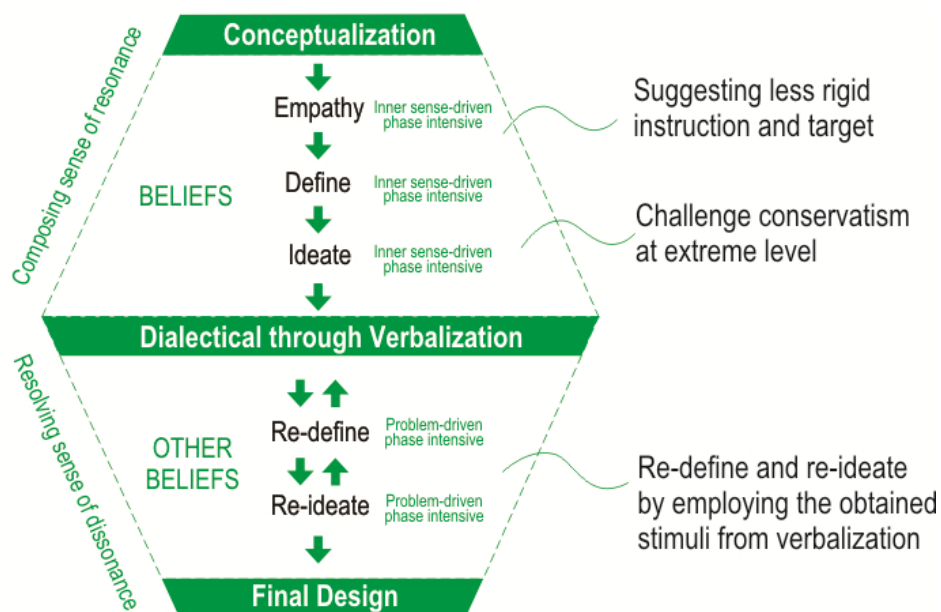 Conceptualization
Composing sense of resonance
Empathy
Inner sense-driven
phase intensive
Suggesting less rigid
instruction and target
BELIEFS
Define
Inner sense-driven
phase intensive
Ideate
Inner sense-driven
phase intensive
Challenge conservatism
at extreme level
Dialectical through Verbalization
Resolving sense of dissonance
OTHER
BELIEFS
Re-define
Problem-driven
phase intensive
Re-ideate
Problem-driven
phase intensive
Re-define and re-ideate
by employing the obtained
stimuli from verbalization
Final Design